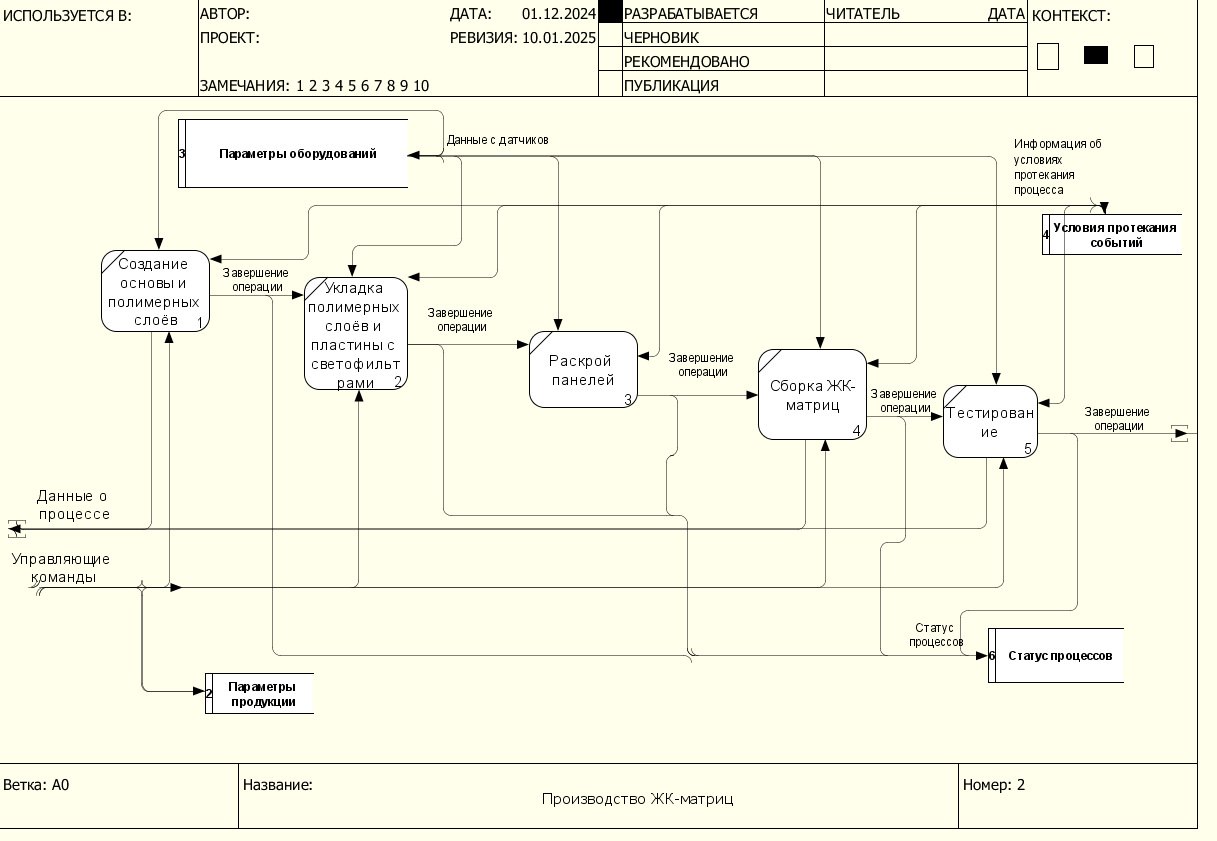 ИСПОЛЬЗУЕТСЯ В:
АВТОР:
ДАТА: 01.12.2024
РАЗРАБАТЫВАЕТСЯ
ЧИТАТЕЛЬ
ДАТА
КОНТЕКСТ:
ПРОЕКТ:
РЕВИЗИЯ: 10.01.2025
ЧЕРНОВИК
РЕКОМЕНДОВАНО
ЗАМЕЧАНИЯ: 1 2 3 4 5 6 7 8 9 10
ПУБЛИКАЦИЯ
3
Параметры оборудований
Данные с датчиков
Информация об
условиях
протекания
процесса
4
Условия протекания
событий
Создание
основы и
полимерных
слоёв
1
Завершение
операции
Укладка
полимерных
слоёв и
пластины с
светофильт
рами
2
Завершение
операции
Раскрой
панелей
3
Завершение
операции
Сборка ЖК-
матриц
4
Завершение
операции
Тестирован
ие
5
Завершение
операции
Данные о
процессе
Управляющие
команды
Статус
процессов
6
Статус процессов
2
Параметры
продукции
Ветка: A0
Название:
Производство ЖК-матриц
Номер: 2